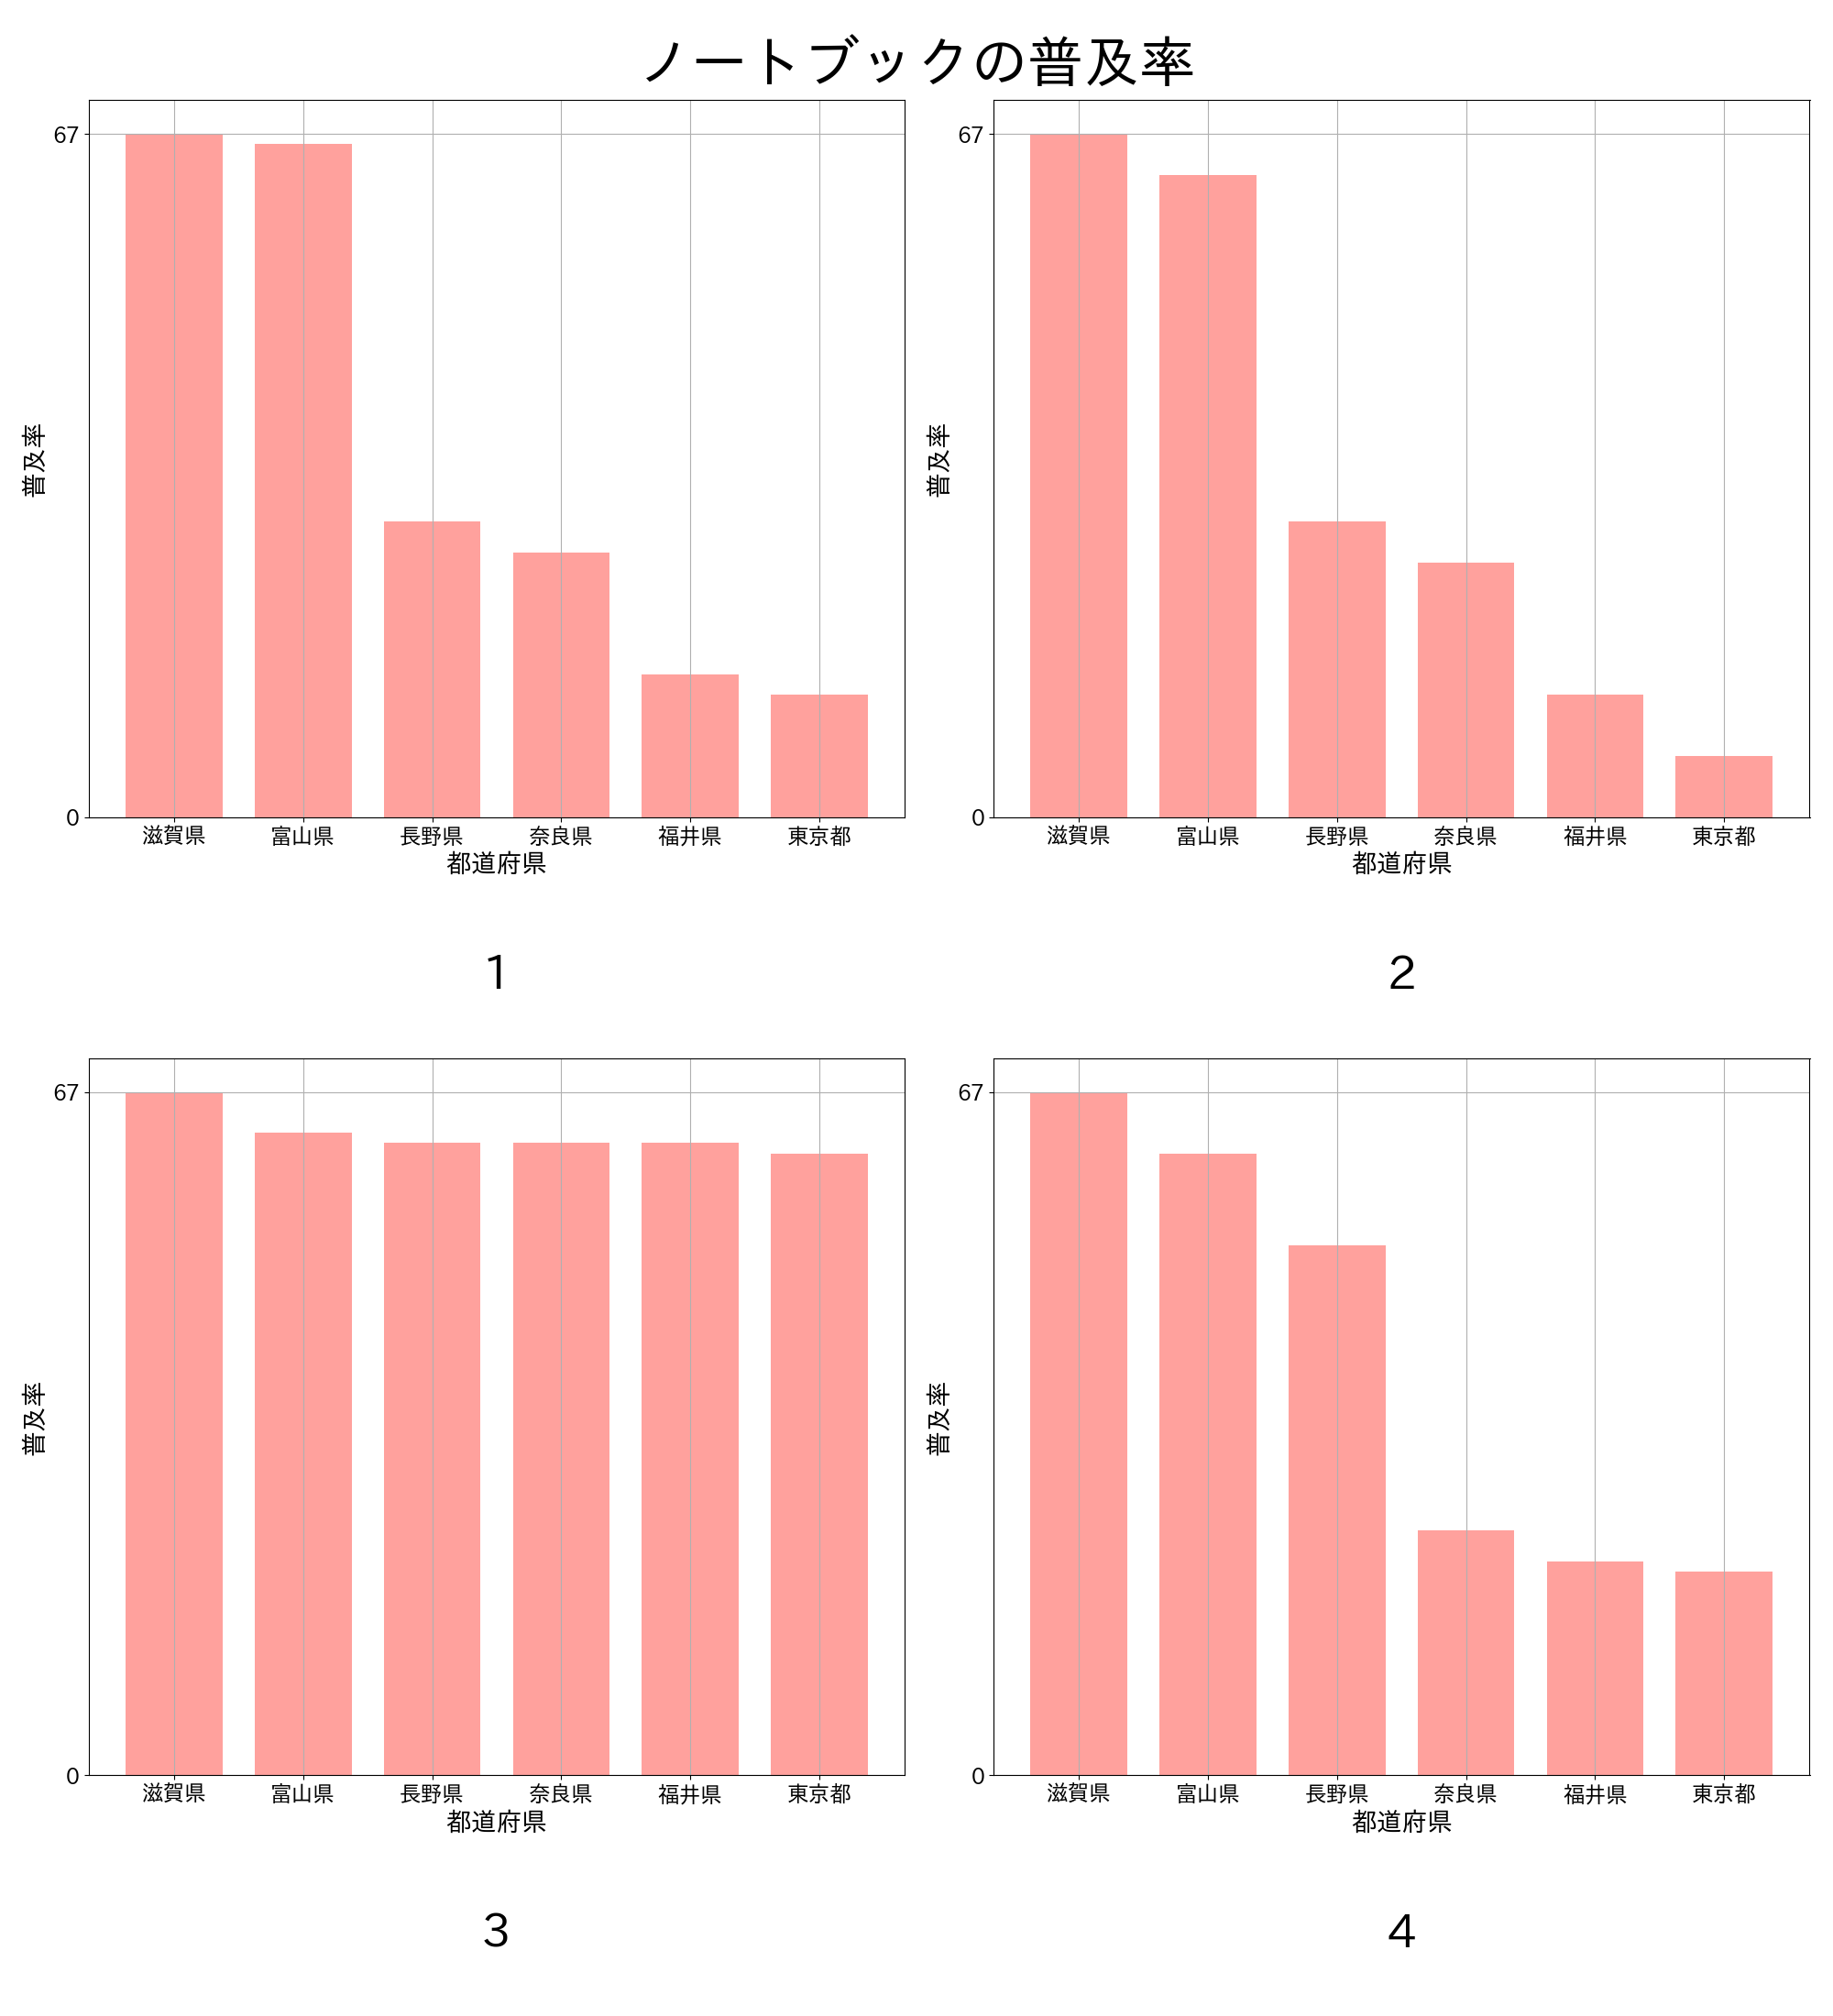 ノートブックの普及率
67
0
普及率
滋賀県 富山県 長野県 奈良県 福井県 東京都
都道府県
1
67
0
普及率
滋賀県 富山県 長野県 奈良県 福井県 東京都
都道府県
2
67
0
普及率
滋賀県 富山県 長野県 奈良県 福井県 東京都
都道府県
3
67
0
普及率
滋賀県 富山県 長野県 奈良県 福井県 東京都
都道府県
4